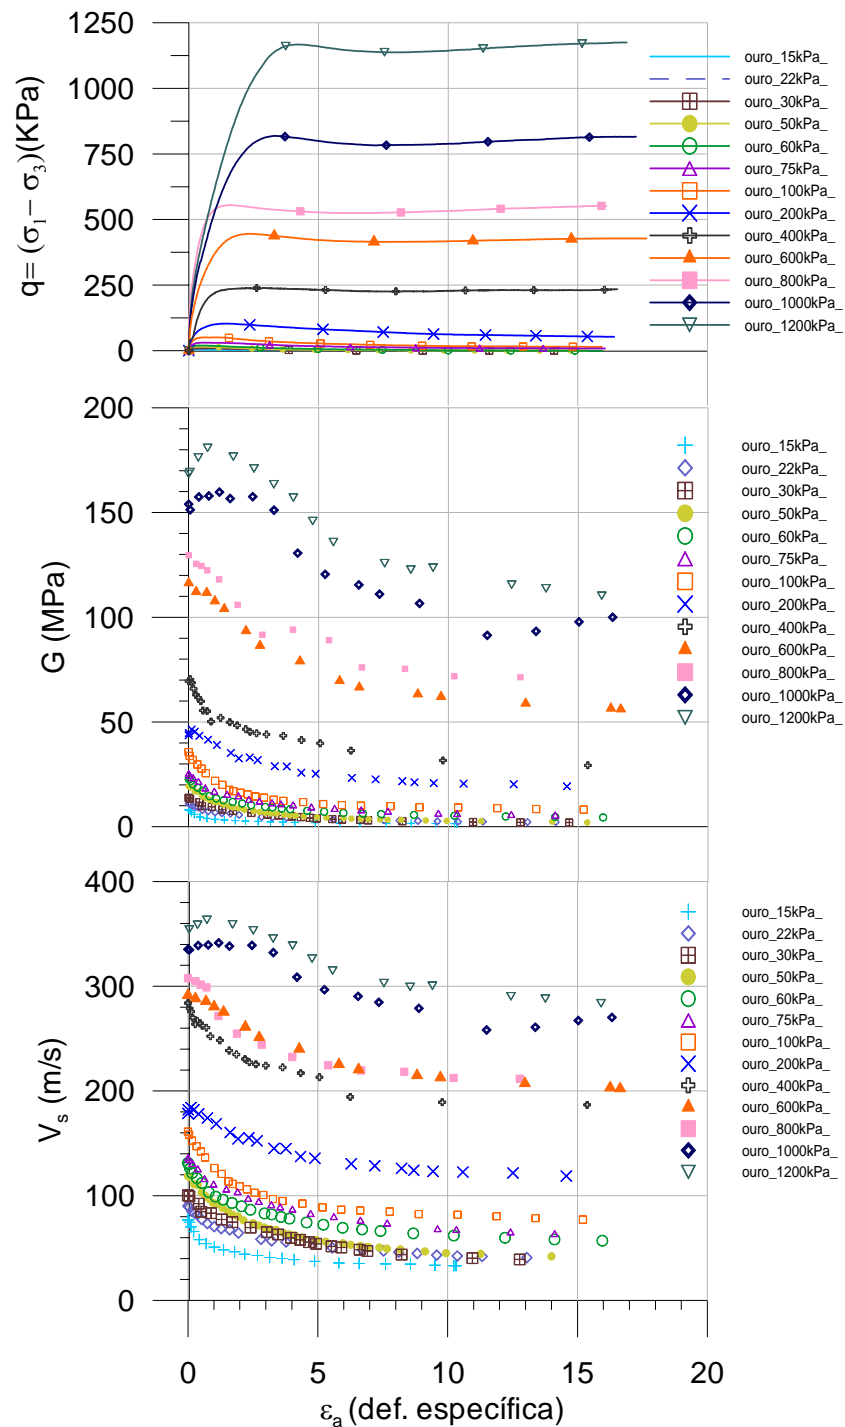 1250
1000
750
500
250
0
q= (σ₁ − σ₃)(KPa)
ouro_15kPa_
ouro_22kPa_
ouro_30kPa_
ouro_50kPa_
ouro_60kPa_
ouro_75kPa_
ouro_100kPa_
ouro_200kPa_
ouro_400kPa_
ouro_600kPa_
ouro_800kPa_
ouro_1000kPa_
ouro_1200kPa_
200
150
100
50
0
G (MPa)
ouro_15kPa_
ouro_22kPa_
ouro_30kPa_
ouro_50kPa_
ouro_60kPa_
ouro_75kPa_
ouro_100kPa_
ouro_200kPa_
ouro_400kPa_
ouro_600kPa_
ouro_800kPa_
ouro_1000kPa_
ouro_1200kPa_
400
300
200
100
0
Vₛ (m/s)
ouro_15kPa_
ouro_22kPa_
ouro_30kPa_
ouro_50kPa_
ouro_60kPa_
ouro_75kPa_
ouro_100kPa_
ouro_200kPa_
ouro_400kPa_
ouro_600kPa_
ouro_800kPa_
ouro_1000kPa_
ouro_1200kPa_
0 5 10 15 20
εₐ (def. específica)